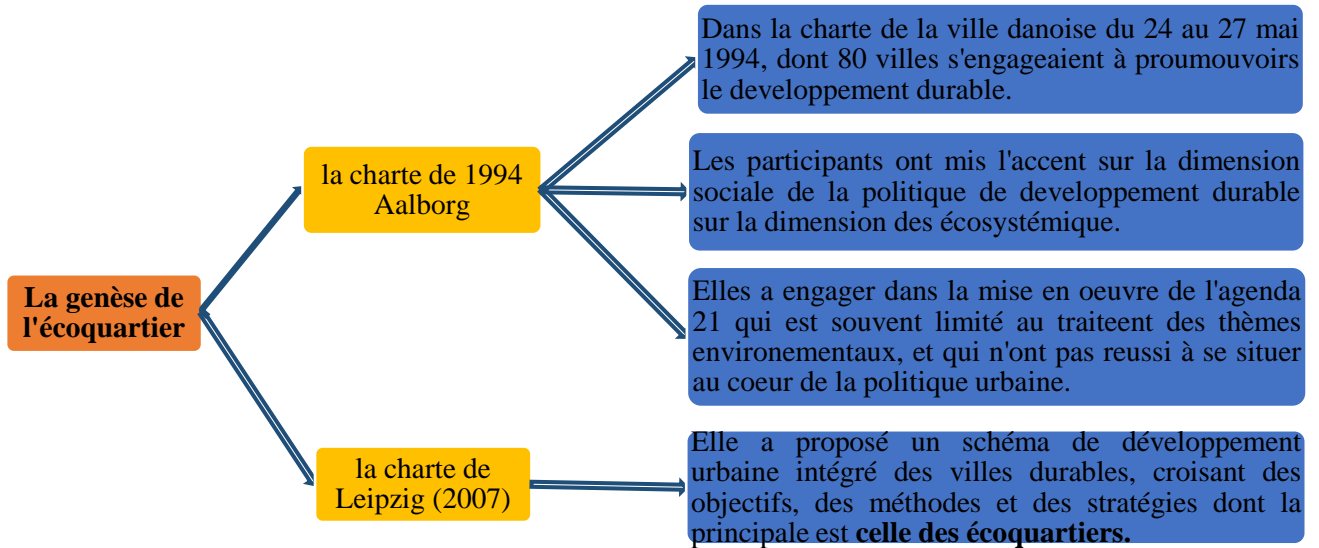 La genèse de
l'écoquartier
la charte de 1994
Aalborg
Dans la charte de la ville danoise du 24 au 27 mai
1994, dont 80 villes s'engageaient à proumouvoirs
le developpement durable.
Les participants ont mis l'accent sur la dimension
sociale de la politique de developpement durable
sur la dimension des écosystémique.
Elles a engager dans la mise en oeuvre de l'agenda
21 qui est souvent limité au traiteent des thèmes
environementaux, et qui n'ont pas reussi à se situer
au coeur de la politique urbaine.
la charte de
Leipzig (2007)
Elle a proposé un schéma de développement
urbaine intégré des villes durables, croisant des
objectifs, des méthodes et des stratégies dont la
principale est celle des écoquartiers.